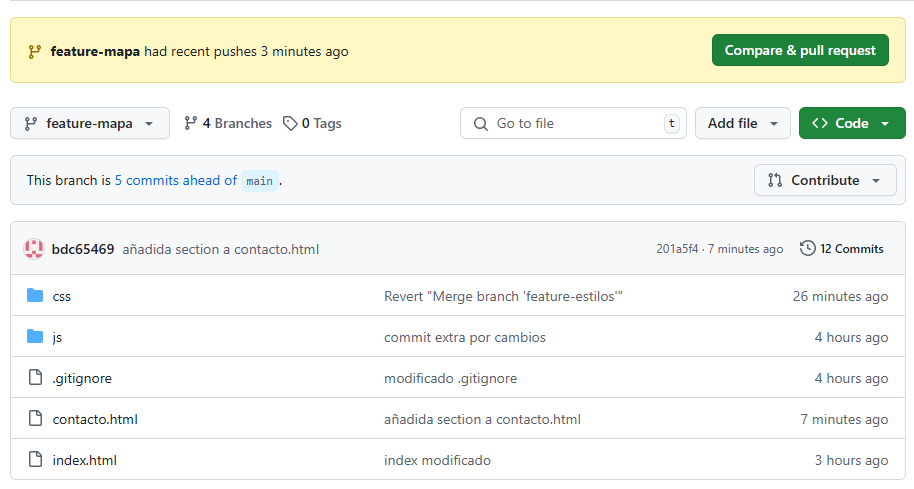 feature-mapa had recent pushes 3 minutes ago Compare & pull request
feature-mapa 4 Branches 0 Tags Go to file t Add file <> Code
This branch is 5 commits ahead of main . Contribute
bdc65469 añadida section a contacto.html 201a5f4 · 7 minutes ago 12 Commits
css Revert "Merge branch 'feature-estilos'" 26 minutes ago
js commit extra por cambios 4 hours ago
.gitignore modificado .gitignore 4 hours ago
contacto.html añadida section a contacto.html 7 minutes ago
index.html index modificado 3 hours ago